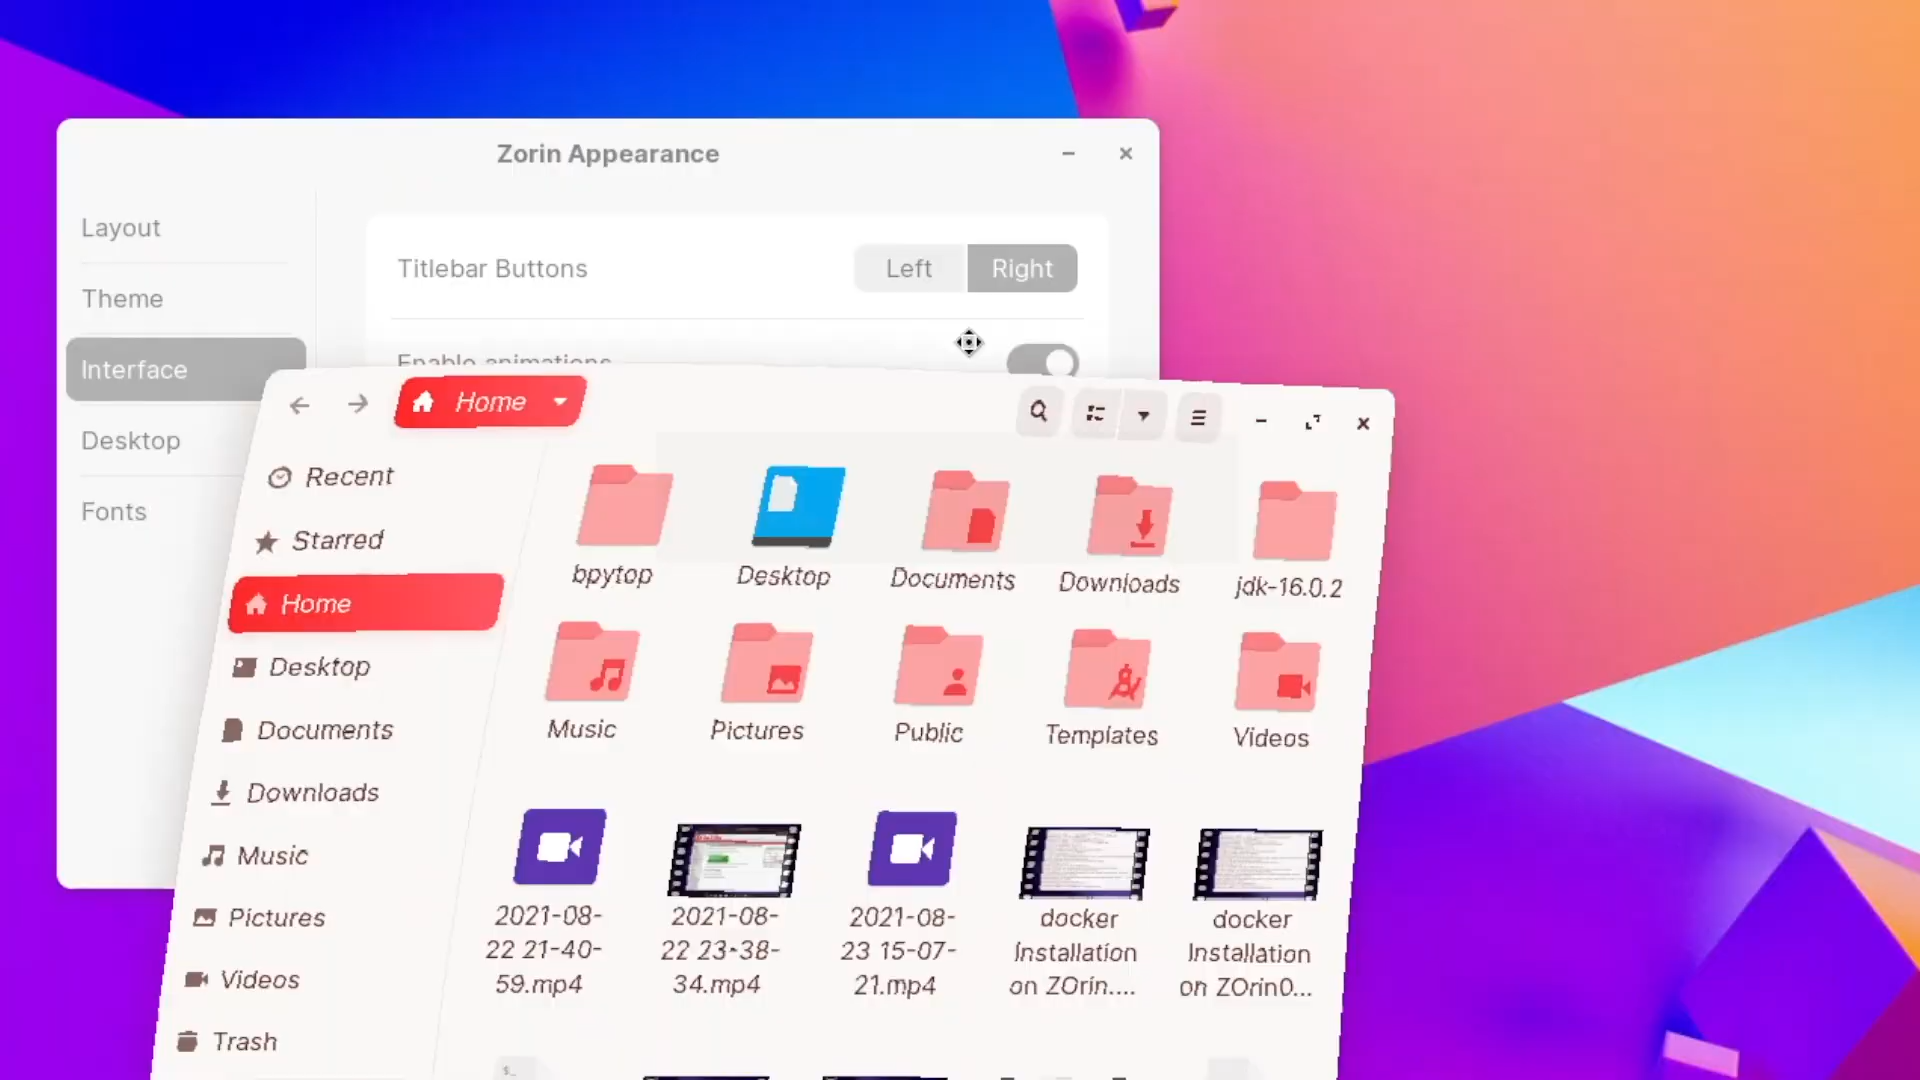 Zorin Appearance
Layout
Theme
Interface
Desktop
Fonts
Titlebar Buttons
Left
Right
Enable animations
Home
Recent
Starred
Home
Desktop
Documents
Downloads
Music
Pictures
Videos
Trash
bpytop
Desktop
Documents
Downloads
jdk-16.0.2
Music
Pictures
Public
Templates
Videos
2021-08-
22 21-40-
59.mp4
2021-08-
22 23-38-
34.mp4
2021-08-
23 15-07-
21.mp4
docker
Installation
on ZOrin....
docker
Installation
on ZOrinO...